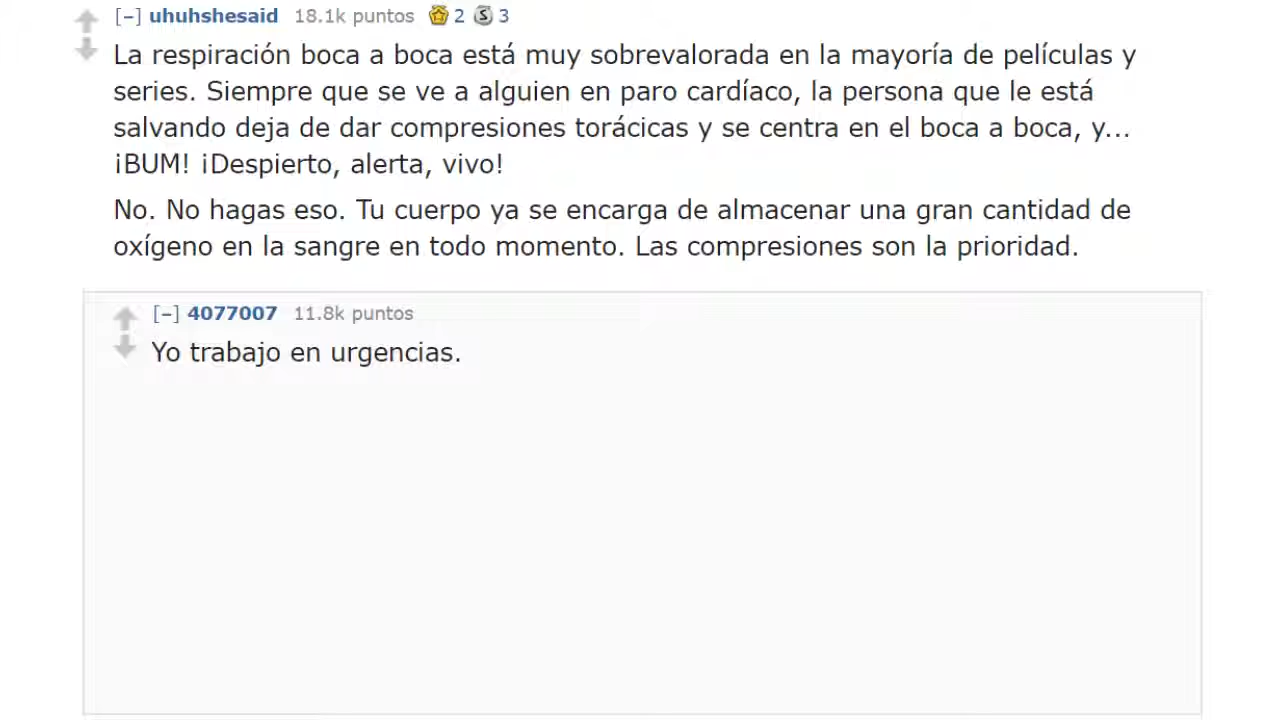 [–] uhuhshesaid 18.1k puntos 2 3
La respiración boca a boca está muy sobrevalorada en la mayoría de películas y
series. Siempre que se ve a alguien en paro cardíaco, la persona que le está
salvando deja de dar compresiones torácicas y se centra en el boca a boca, y...
¡BUM! ¡Despierto, alerta, vivo!
No. No hagas eso. Tu cuerpo ya se encarga de almacenar una gran cantidad de
oxígeno en la sangre en todo momento. Las compresiones son la prioridad.
[–] 4077007 11.8k puntos
Yo trabajo en urgencias.